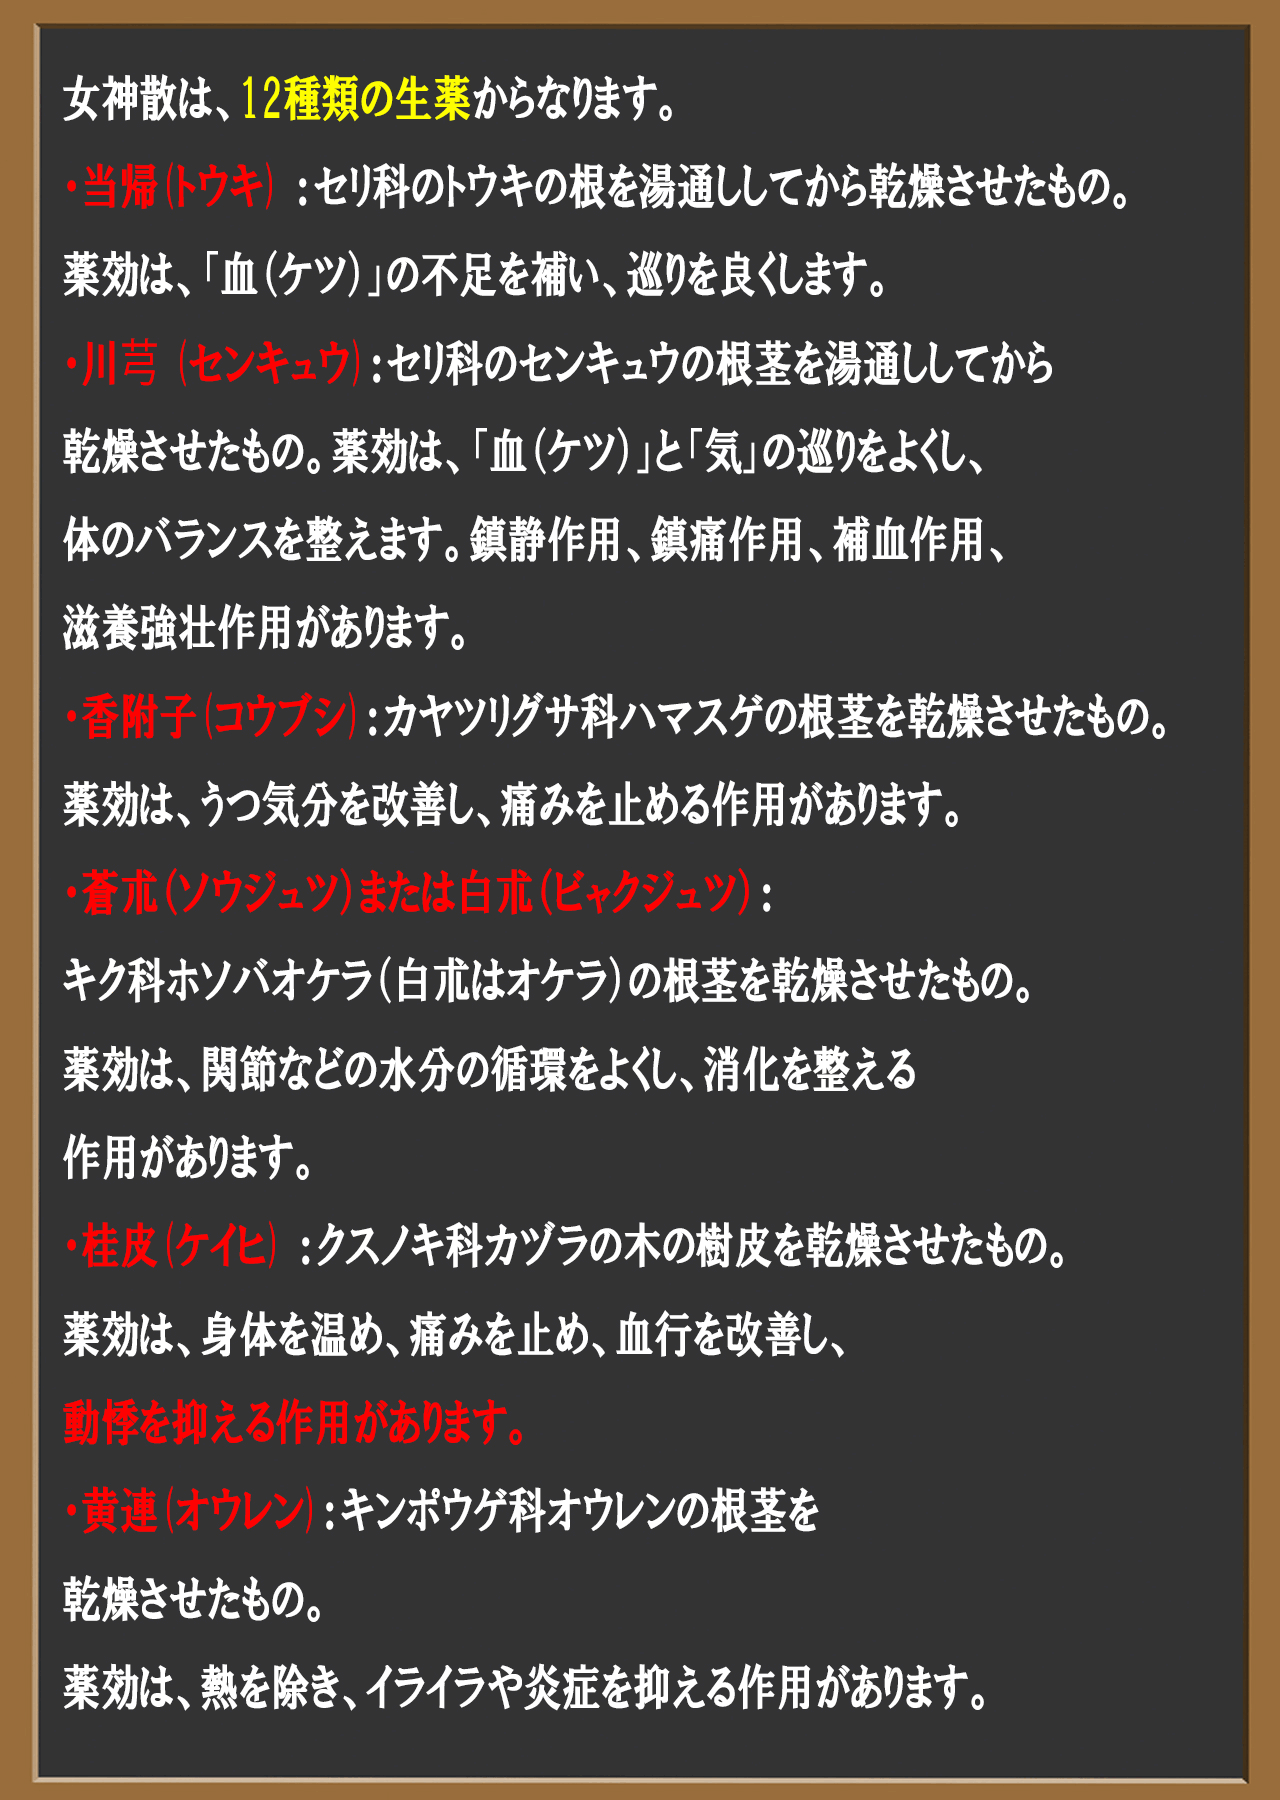 女神散は、12種類の生薬からなります。
・当帰(トウキ) :セリ科のトウキの根を湯通ししてから乾燥させたもの。
薬効は、「血(ケツ)」の不足を補い、巡りを良くします。
・川芎 (センキュウ):セリ科のセンキュウの根茎を湯通ししてから
乾燥させたもの。薬効は、「血(ケツ)」と「気」の巡りをよくし、
体のバランスを整えます。鎮静作用、鎮痛作用、補血作用、
滋養強壮作用があります。
・香附子(コウブシ):カヤツリグサ科ハマスゲの根茎を乾燥させたもの。
薬効は、うつ気分を改善し、痛みを止める作用があります。
・蒼朮(ソウジュツ)または白朮(ビャクジュツ):
キク科ホソバオケラ(白朮はオケラ)の根茎を乾燥させたもの。
薬効は、関節などの水分の循環をよくし、消化を整える
作用があります。
・桂皮(ケイヒ) :クスノキ科カヅラの木の樹皮を乾燥させたもの。
薬効は、身体を温め、痛みを止め、血行を改善し、
動悸を抑える作用があります。
・黄連(オウレン):キンポウゲ科オウレンの根茎を
乾燥させたもの。
薬効は、熱を除き、イライラや炎症を抑える作用があります。